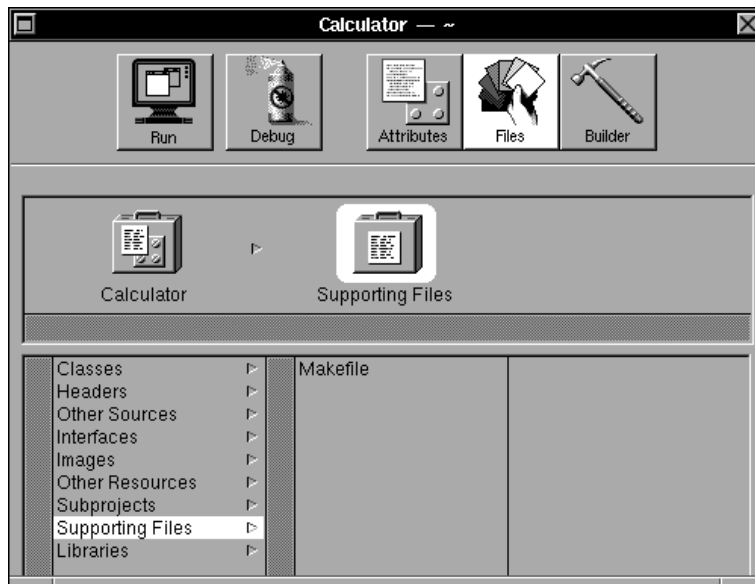 Calculator — ~
Run
Debug
Attributes
Files
Builder
Calculator
Supporting Files
Classes
Headers
Other Sources
Interfaces
Images
Other Resources
Subprojects
Supporting Files
Libraries
Makefile